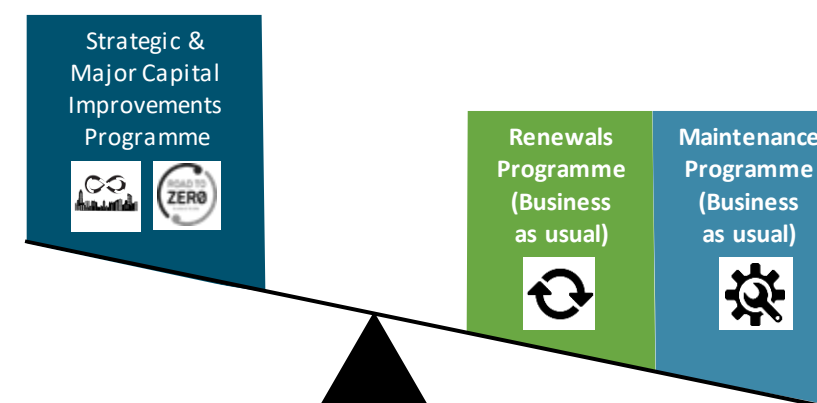 Strategic &
Major Capital
Improvements
Programme
ROAD TO
ZERO
Renewals
Programme
(Business
as usual)
Maintenance
Programme
(Business
as usual)